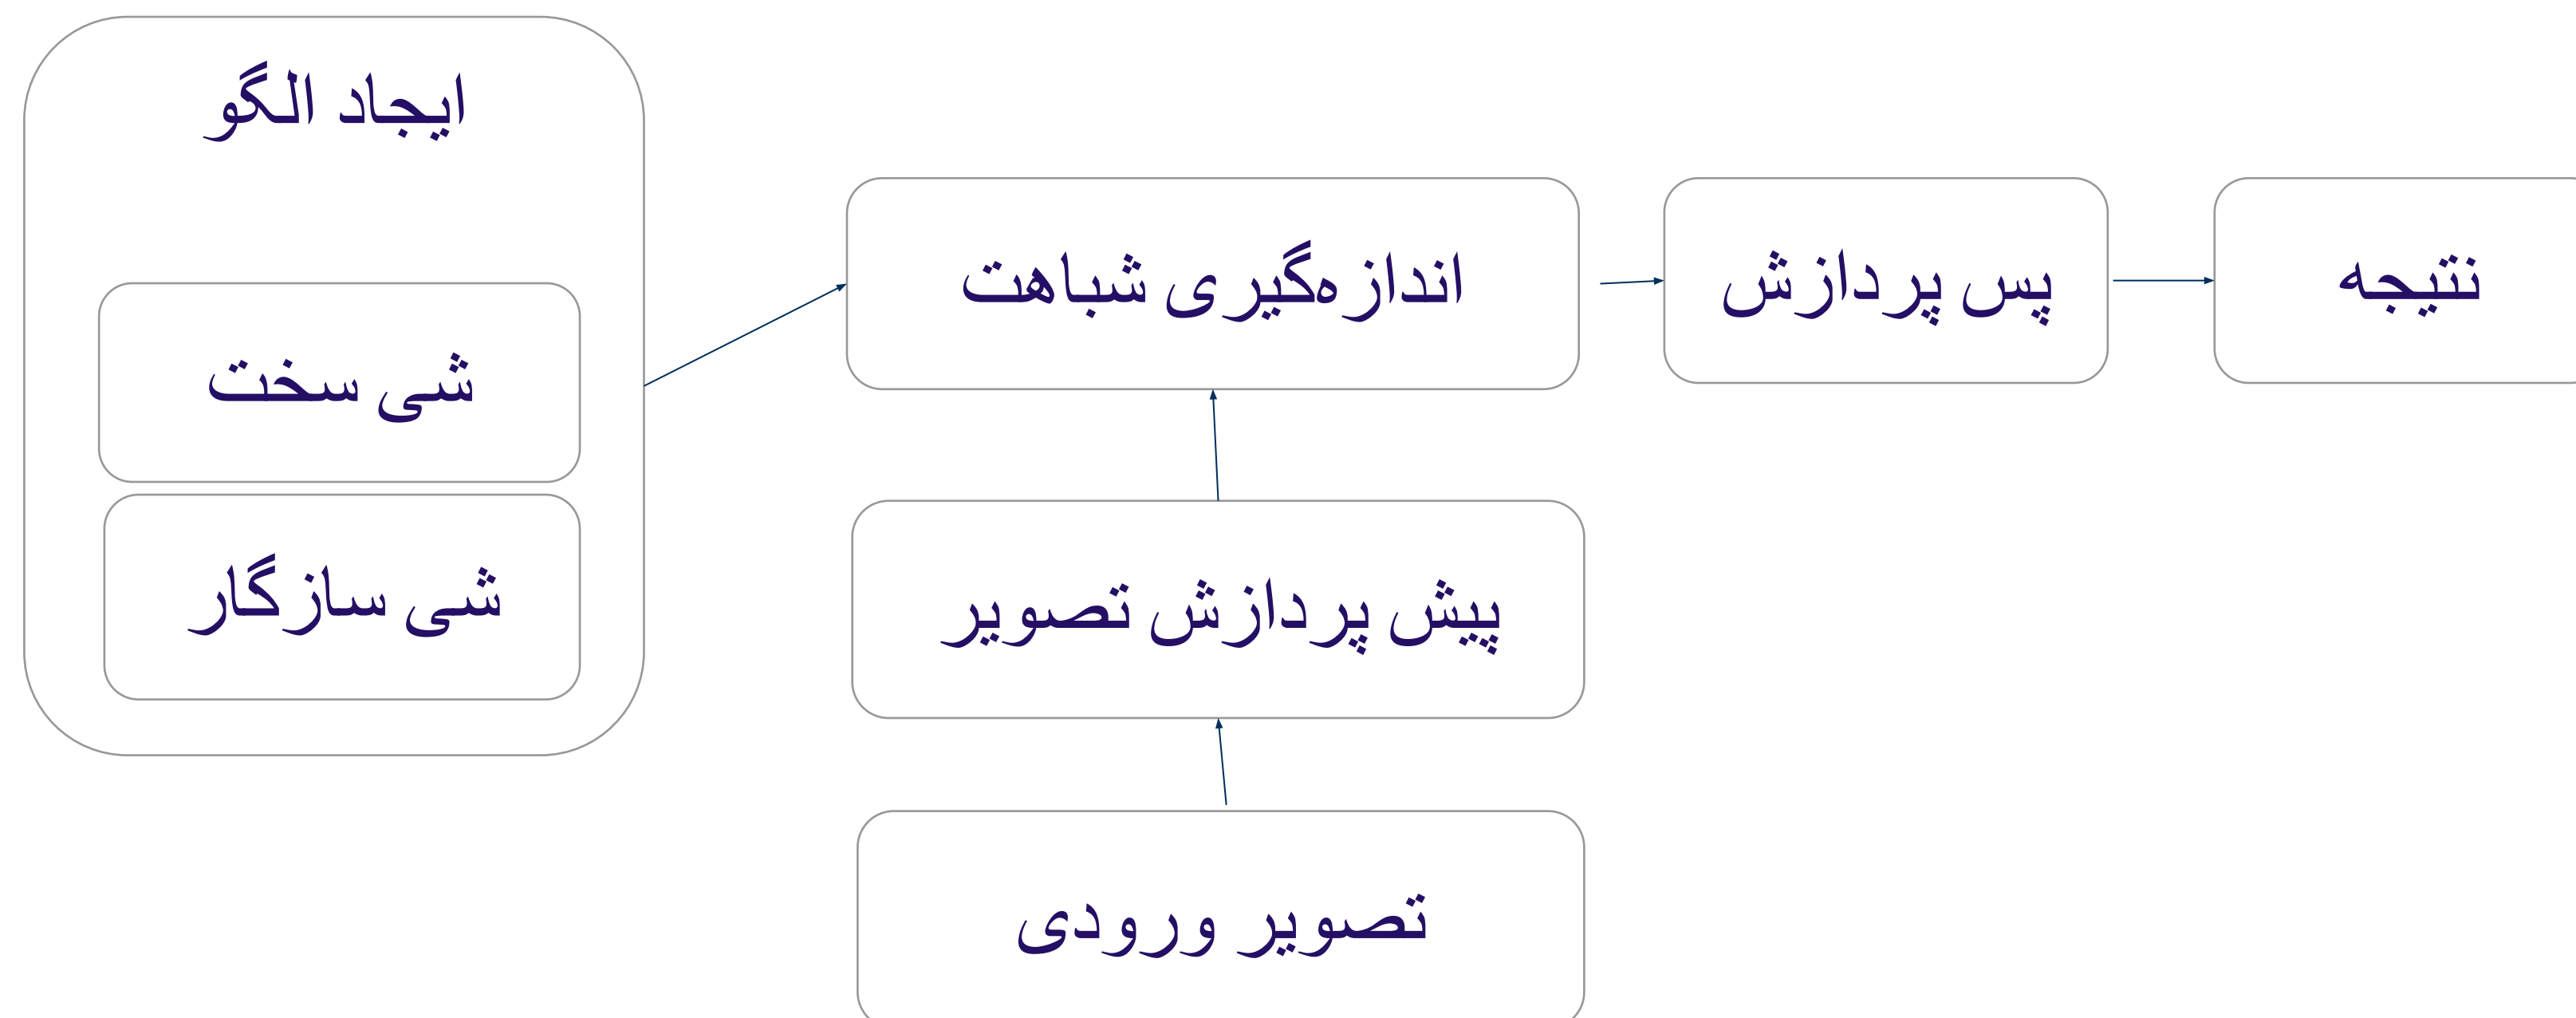 ایجاد الگو
شی سخت
شی سازگار
اندازه‌گیری شباهت
پس پردازش
نتیجه
پیش پردازش تصویر
تصویر ورودی